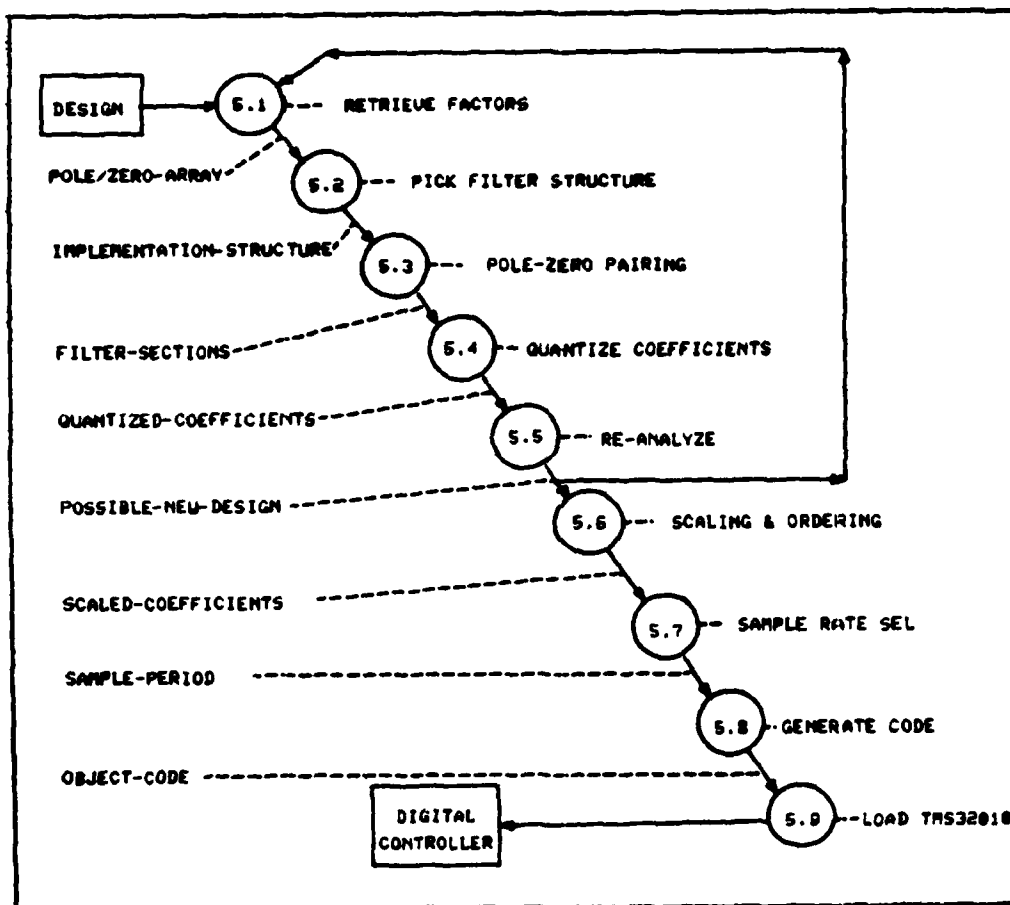 DESIGN
5.1
RETRIEVE FACTORS
POLE/ZERO-ARRAY
5.2
PICK FILTER STRUCTURE
IMPLEMENTATION-STRUCTURE
5.3
POLE-ZERO PAIRING
FILTER-SECTIONS
5.4
QUANTIZE COEFFICIENTS
QUANTIZED-COEFFICIENTS
5.5
RE-ANALYZE
POSSIBLE-NEW-DESIGN
5.6
SCALING & ORDERING
SCALED-COEFFICIENTS
5.7
SAMPLE RATE SEL
SAMPLE-PERIOD
5.8
GENERATE CODE
OBJECT-CODE
DIGITAL
CONTROLLER
5.9
LOAD TMS32010